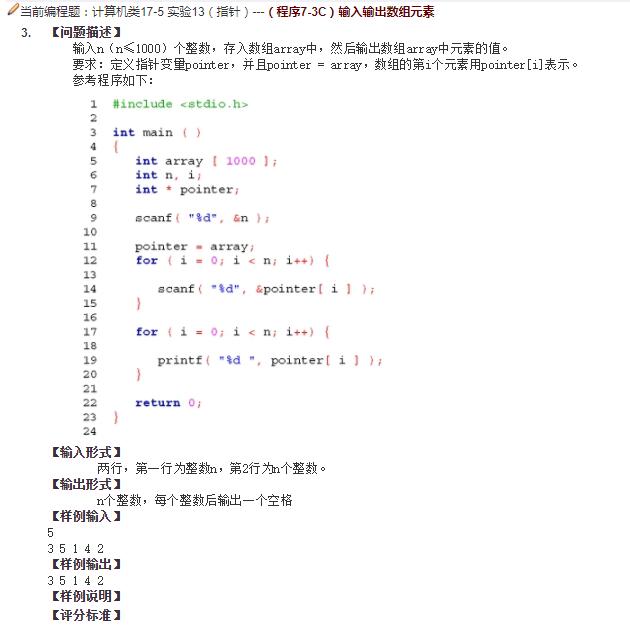 当前编程题：计算机类17-5 实验13（指针）---（程序7-3C）输入输出数组元素
3. 【问题描述】
输入n（n≤1000）个整数，存入数组array中，然后输出数组array中元素的值。
要求：定义指针变量pointer，并且pointer = array，数组的第i个元素用pointer[i]表示。
参考程序如下：
1 #include <stdio.h>
2
3 int main ( )
4 {
5 int array [ 1000 ];
6 int n, i;
7 int * pointer;
8
9 scanf( "%d", &n );
10
11 pointer = array;
12 for ( i = 0; i < n; i++) {
13
14 scanf( "%d", &pointer[ i ] );
15 }
16
17 for ( i = 0; i < n; i++) {
18
19 printf( "%d ", pointer[ i ] );
20 }
21
22 return 0;
23 }
24
【输入形式】
两行，第一行为整数n，第2行为n个整数。
【输出形式】
n个整数，每个整数后输出一个空格
【样例输入】
5
3 5 1 4 2
【样例输出】
3 5 1 4 2
【样例说明】
【评分标准】